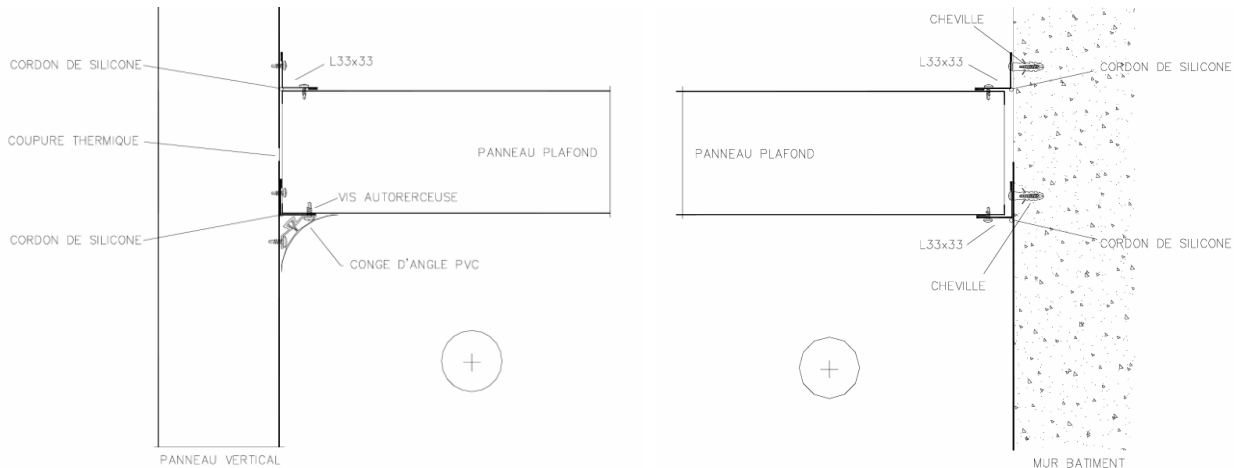 CORDON DE SILICONE
L33x33
COUPURE THERMIQUE
PANNEAU PLAFOND
VIS AUTORERCEUSE
CORDON DE SILICONE
CONGE D'ANGLE PVC
PANNEAU VERTICAL
CHEVILLE
L33x33
CORDON DE SILICONE
PANNEAU PLAFOND
L33x33
CORDON DE SILICONE
CHEVILLE
MUR BATIMENT